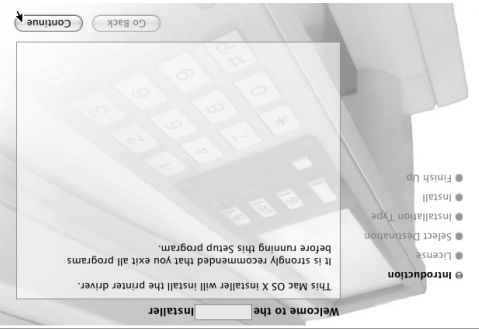 Welcome to the Installer
Introduction
License
Select Destination
Installation Type
Install
Finish Up
This Mac OS X installer will install the printer driver.
It is strongly recommended that you exit all programs
before running this Setup program.
Go Back
Continue